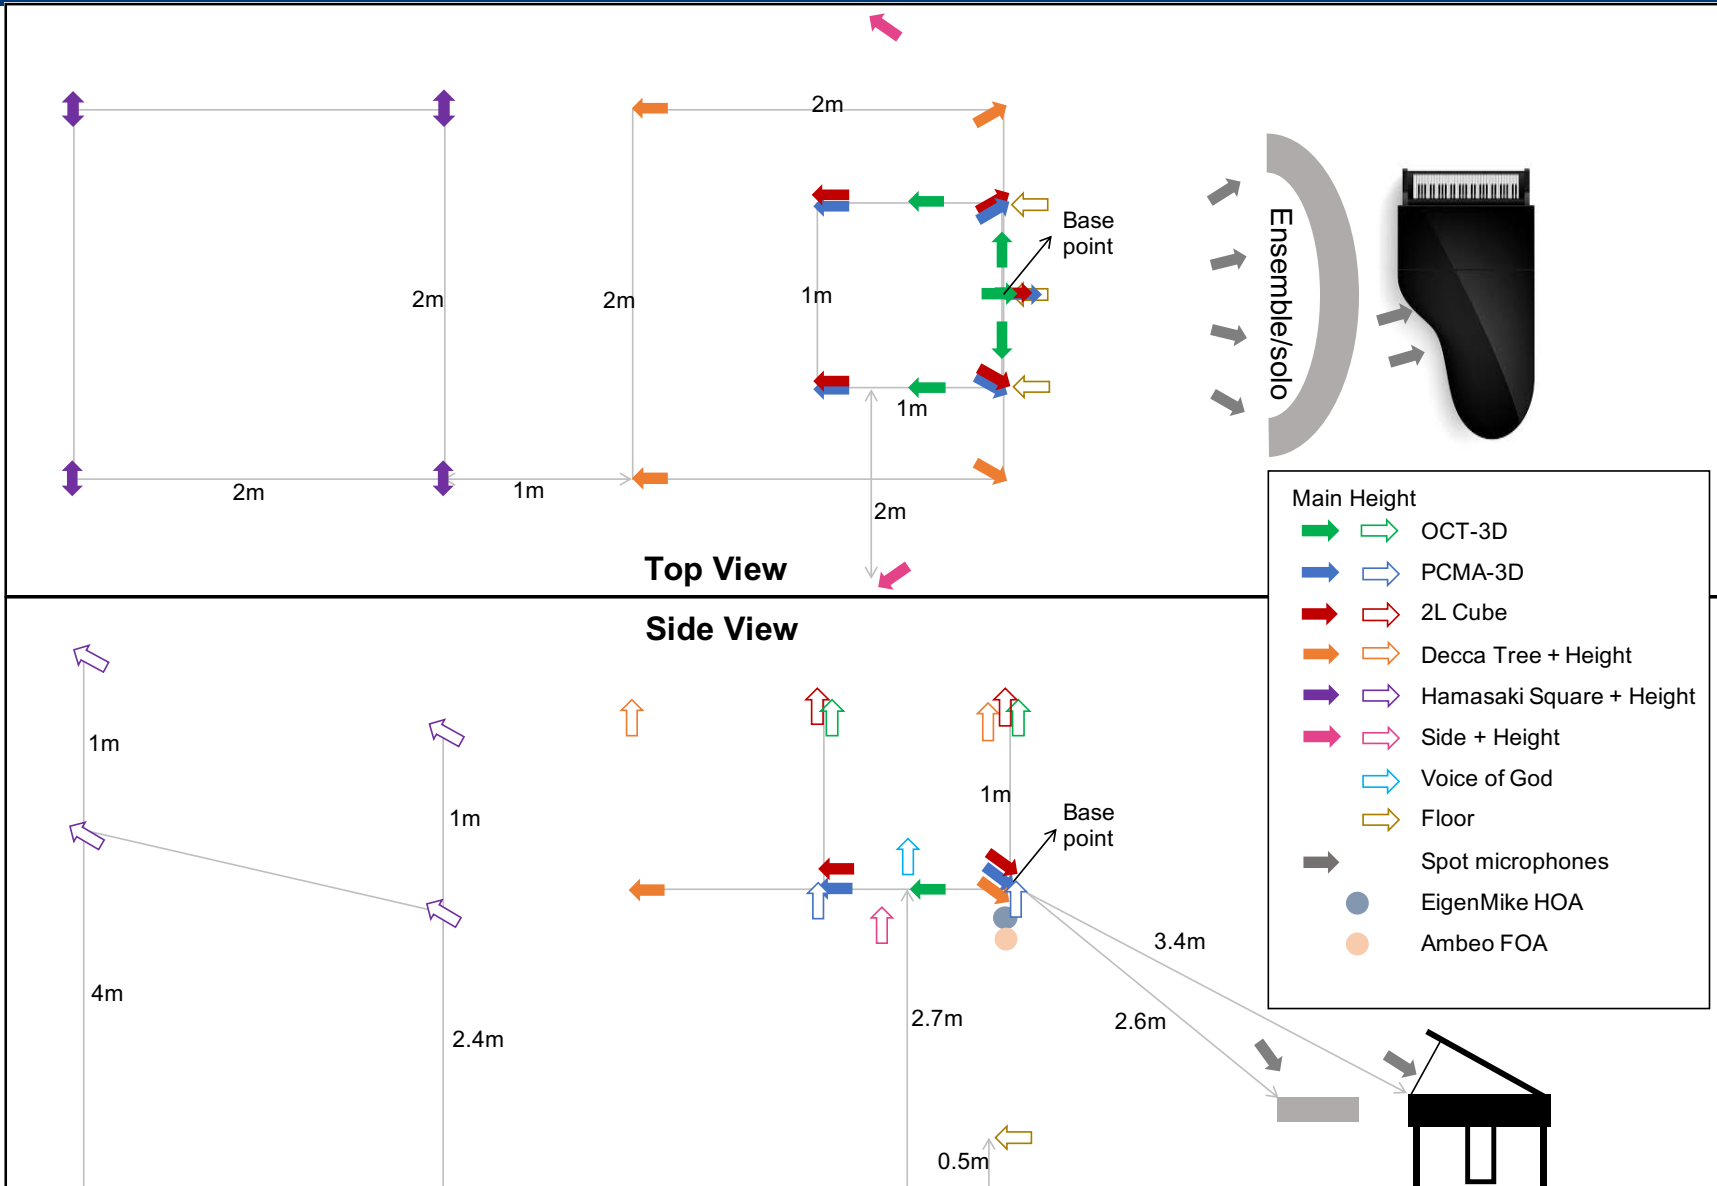 2m
Base
point
2m
2m
1m
Ensemble/solo
1m
2m
1m
2m
Top View
Main Height
OCT-3D
PCMA-3D
2L Cube
Decca Tree + Height
Hamasaki Square + Height
Side + Height
Voice of God
Floor
Spot microphones
EigenMike HOA
Ambeo FOA
Side View
1m
1m
1m
Base
point
3.4m
4m
2.4m
2.7m
2.6m
0.5m